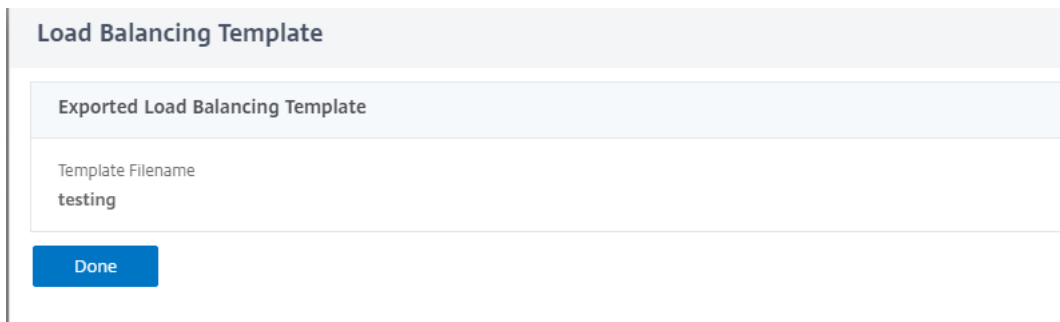 Load Balancing Template
Exported Load Balancing Template
Template Filename
testing
Done